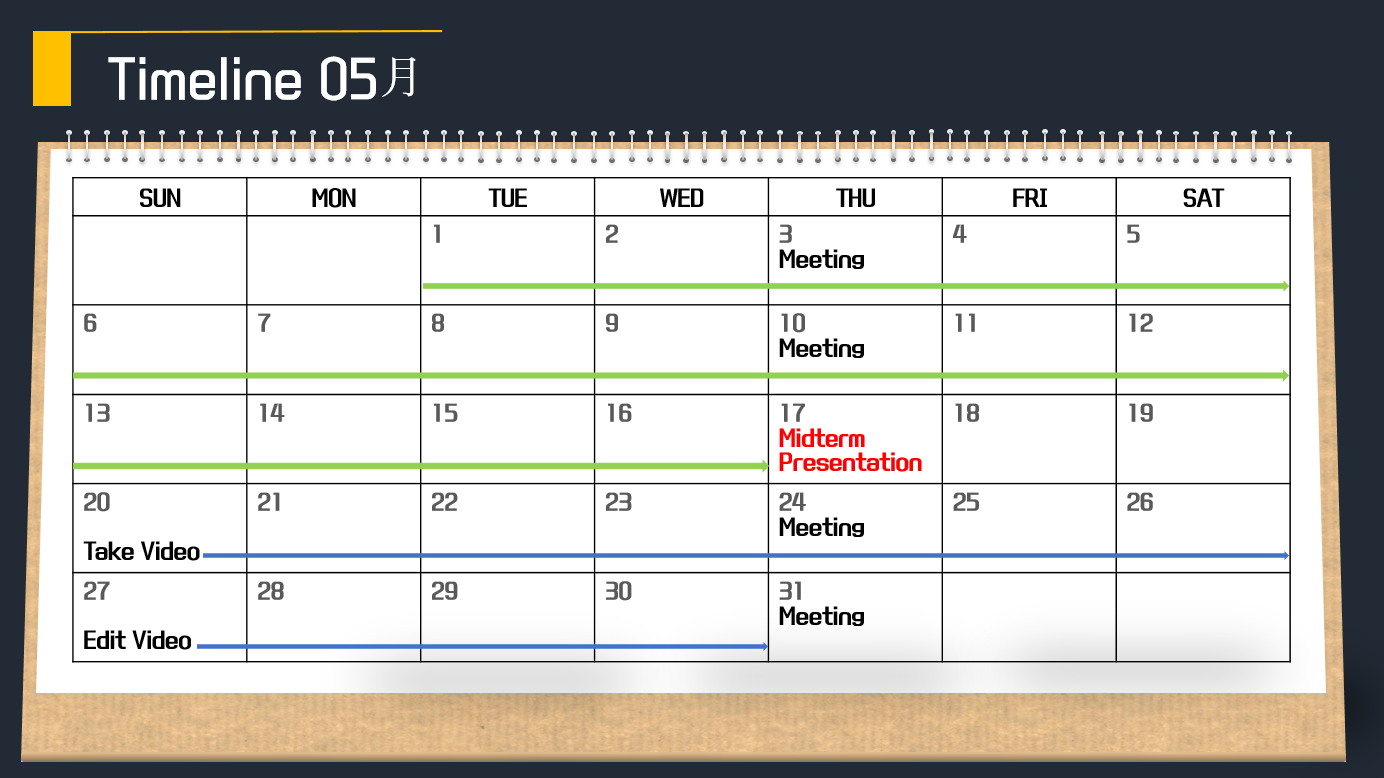 Timeline 05月
SUN MON TUE WED THU FRI SAT
1 2 3 4 5
Meeting
6 7 8 9 10 11 12
Meeting
13 14 15 16 17 18 19
Midterm
Presentation
20 21 22 23 24 25 26
Meeting
Take Video
27 28 29 30 31
Meeting
Edit Video